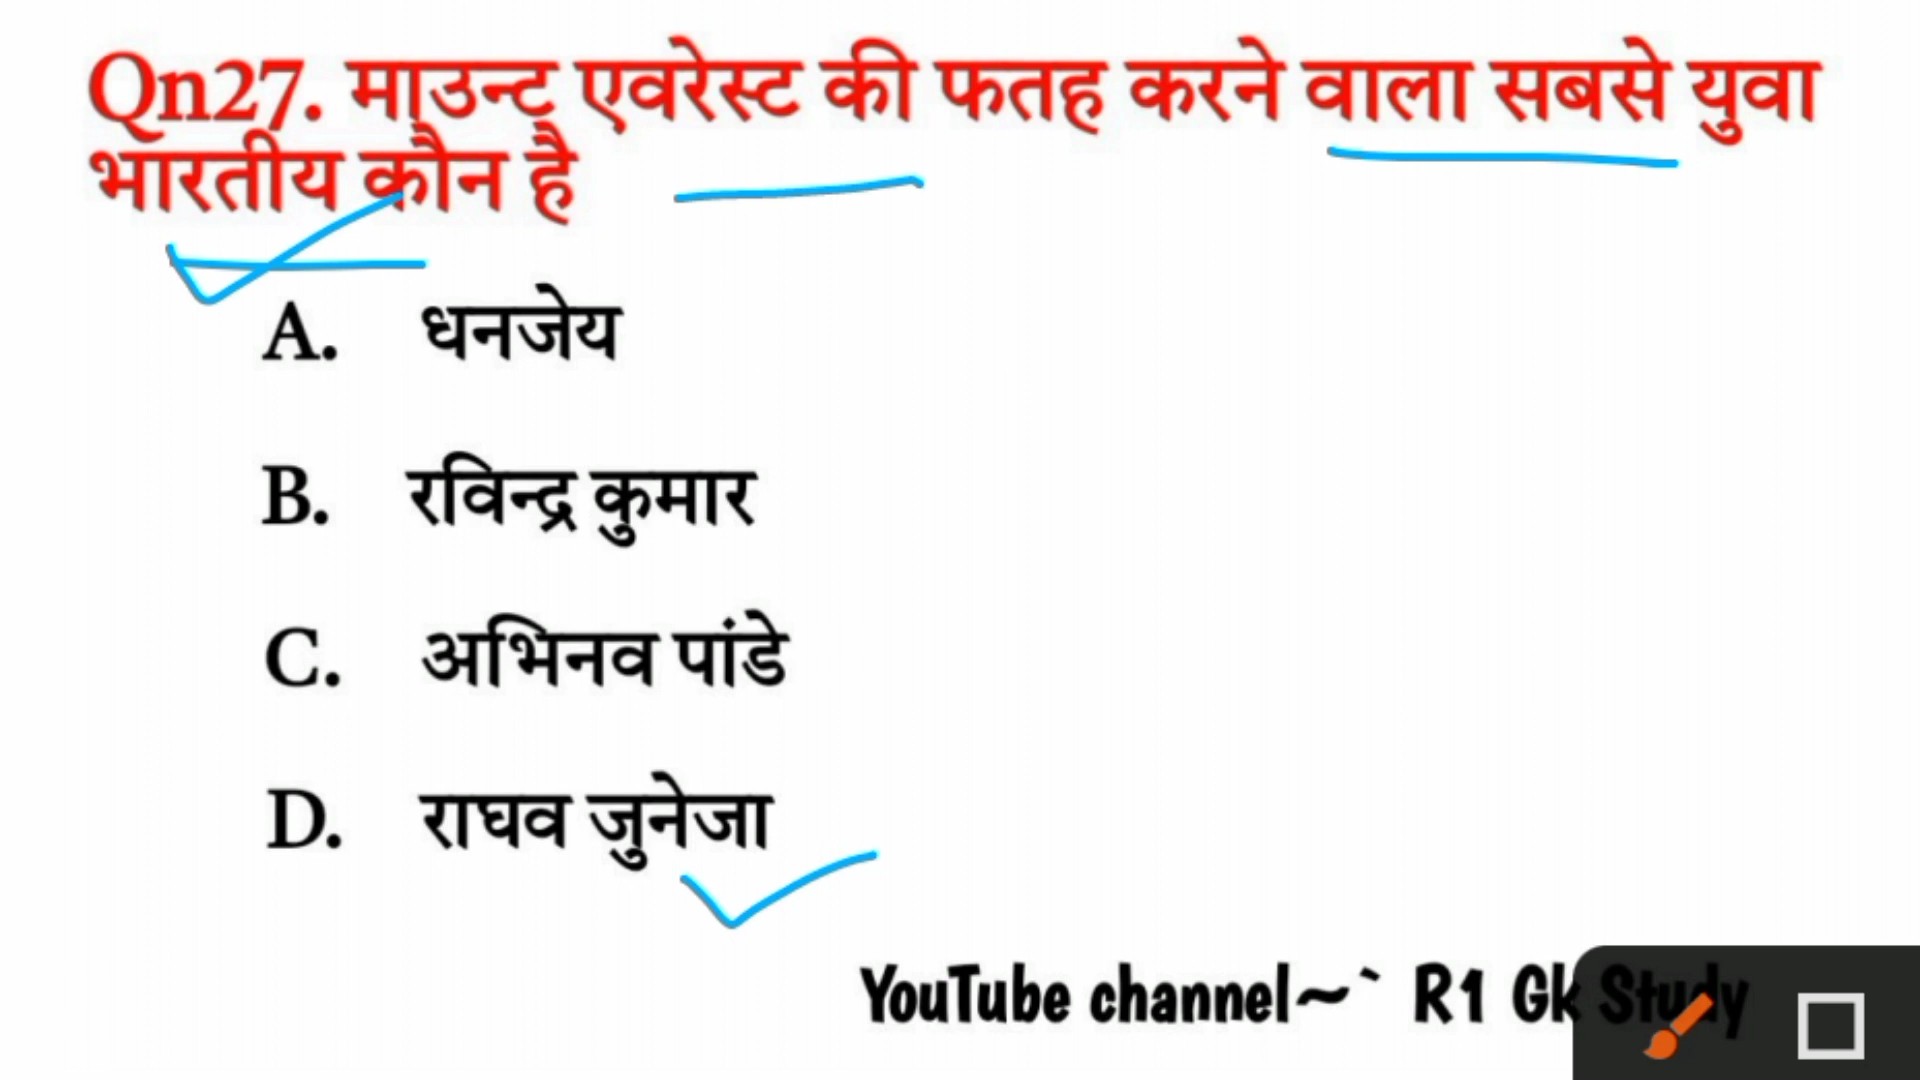 Qn27. माउन्ट एवरेस्ट की फतह करने वाला सबसे युवा
भारतीय कौन है
A. धनजेय
B. रविन्द्र कुमार
C. अभिनव पांडे
D. राघव जुनेजा
YouTube channel~` R1 Gk Study